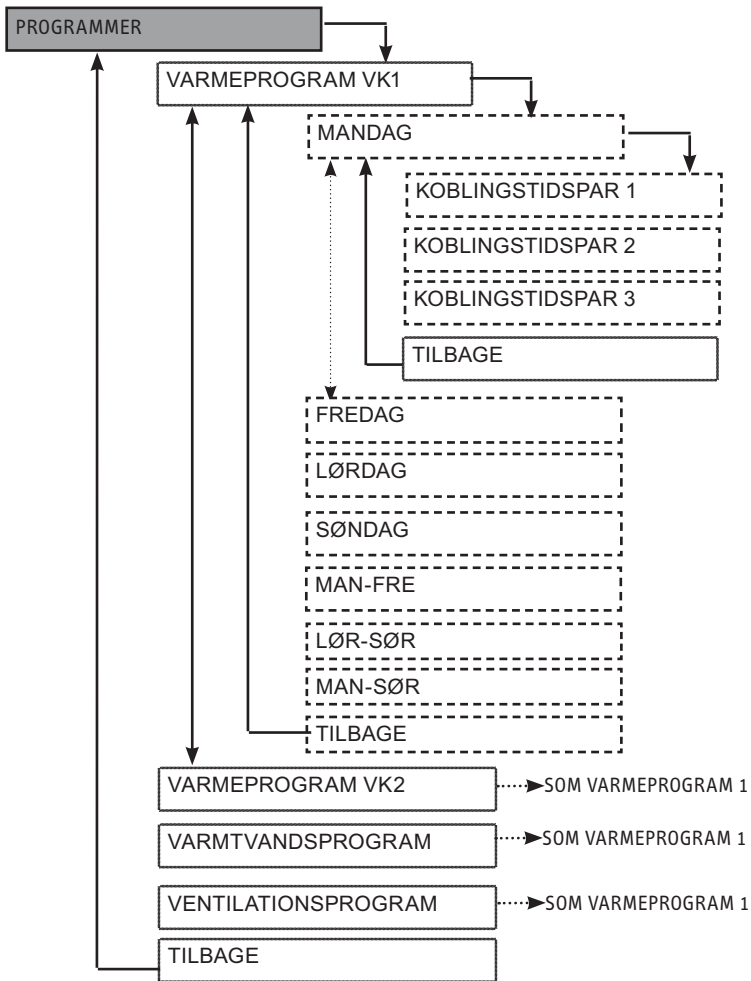 PROGRAMMER
VARMEPROGRAM VK1
MANDAG
KOBLINGSTIDSPAR 1
KOBLINGSTIDSPAR 2
KOBLINGSTIDSPAR 3
TILBAGE
FREDAG
LØRDAG
SØNDAG
MAN-FRE
LØR-SØR
MAN-SØR
TILBAGE
VARMEPROGRAM VK2
SOM VARMEPROGRAM 1
VARMTVANDSPROGRAM
SOM VARMEPROGRAM 1
VENTILATIONSPROGRAM
SOM VARMEPROGRAM 1
TILBAGE